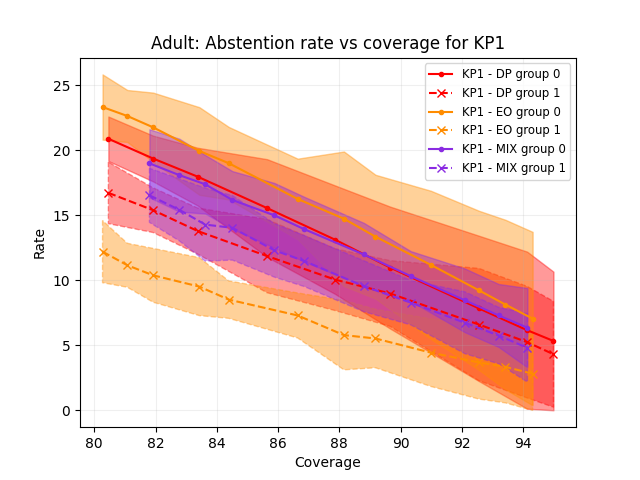 Adult: Abstention rate vs coverage for KP1
KP1 - DP group 0
KP1 - DP group 1
KP1 - EO group 0
KP1 - EO group 1
KP1 - MIX group 0
KP1 - MIX group 1
Rate
25
20
15
10
5
0
80 82 84 86 88 90 92 94
Coverage